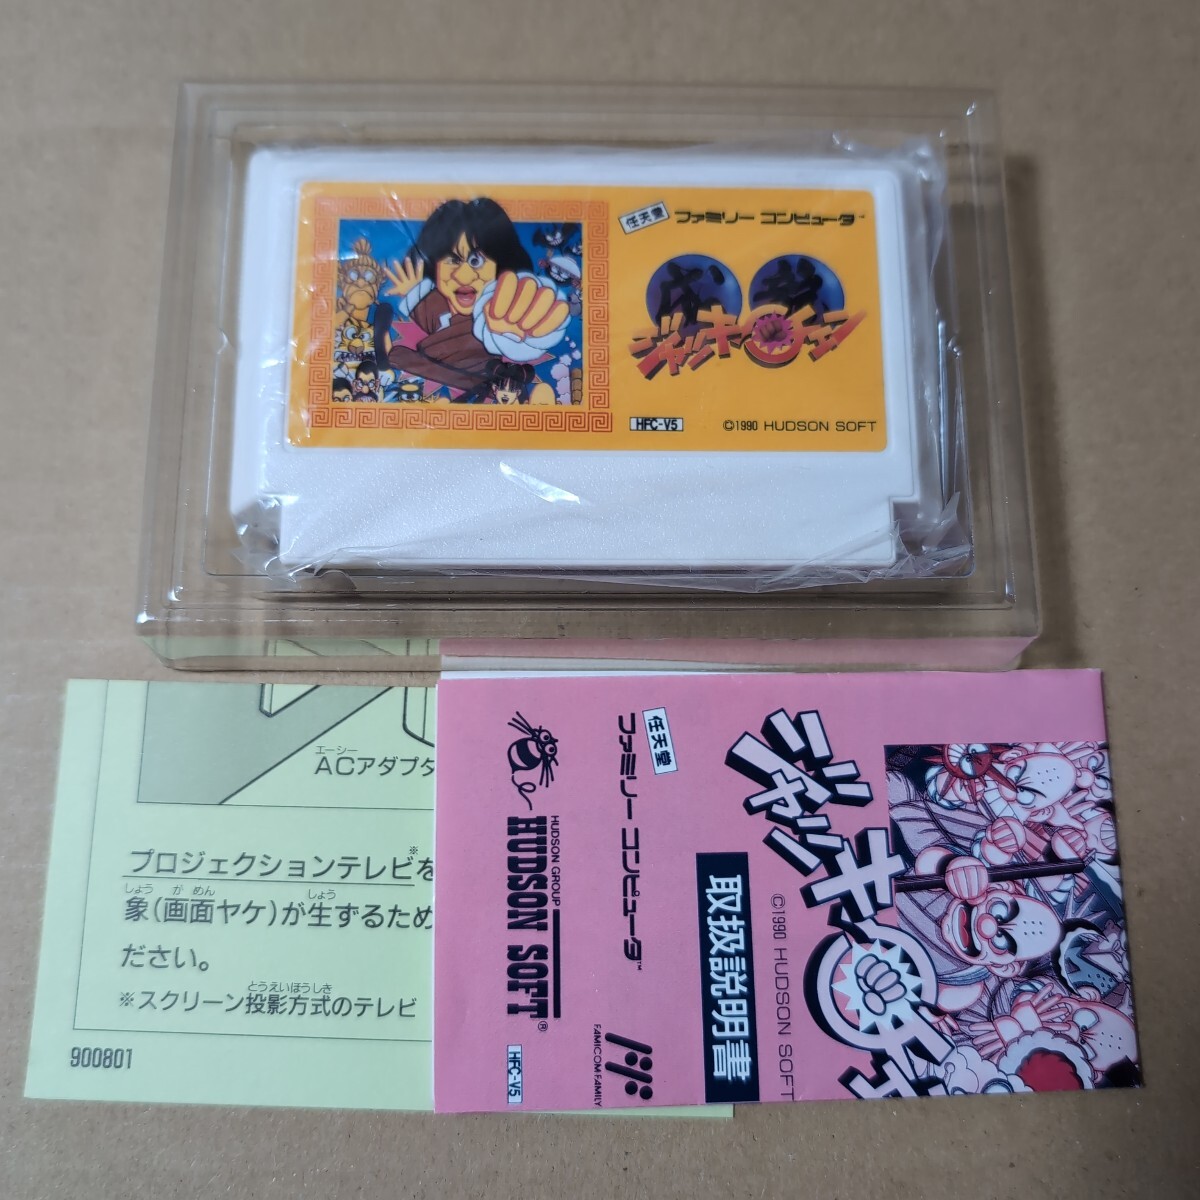 任天堂 ファミリー コンピュータ™
成龍
ジャッキーチェン
HFC-V5
©1990 HUDSON SOFT
エーシー
ACアダプタ
プロジェクションテレビ※を
しょう が めん しょう
象(画面ヤケ)が生ずるため
ださい。
とうえいほうしき
※スクリーン投影方式のテレビ
900801
ジャッキーチ
©1990 HUDSON SOFT
取扱説明書
任天堂 ファミリー コンピュータ™
FAMICOM FAMILY
HUDSON GROUP
HUDSON SOFT®
HFC-V5